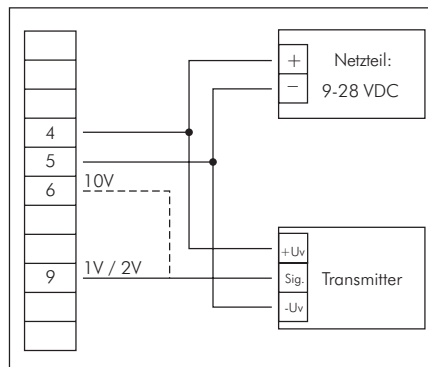 + Netzteil:
− 9-28 VDC
4
5
6 10V
+Uv
9 1V / 2V Sig. Transmitter
-Uv